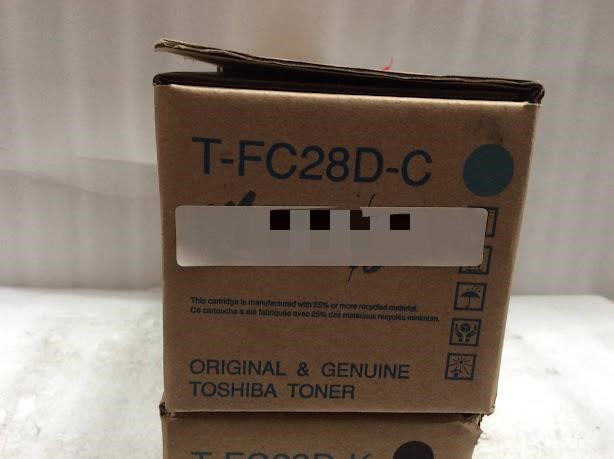 T-FC28D-C
This cartridge is manufactured with 25% or more recycled material.
Ce cartouche a été fabriquée avec 25% des matériaux recyclés minimum.
ORIGINAL & GENUINE
TOSHIBA TONER
T-FC28D-K